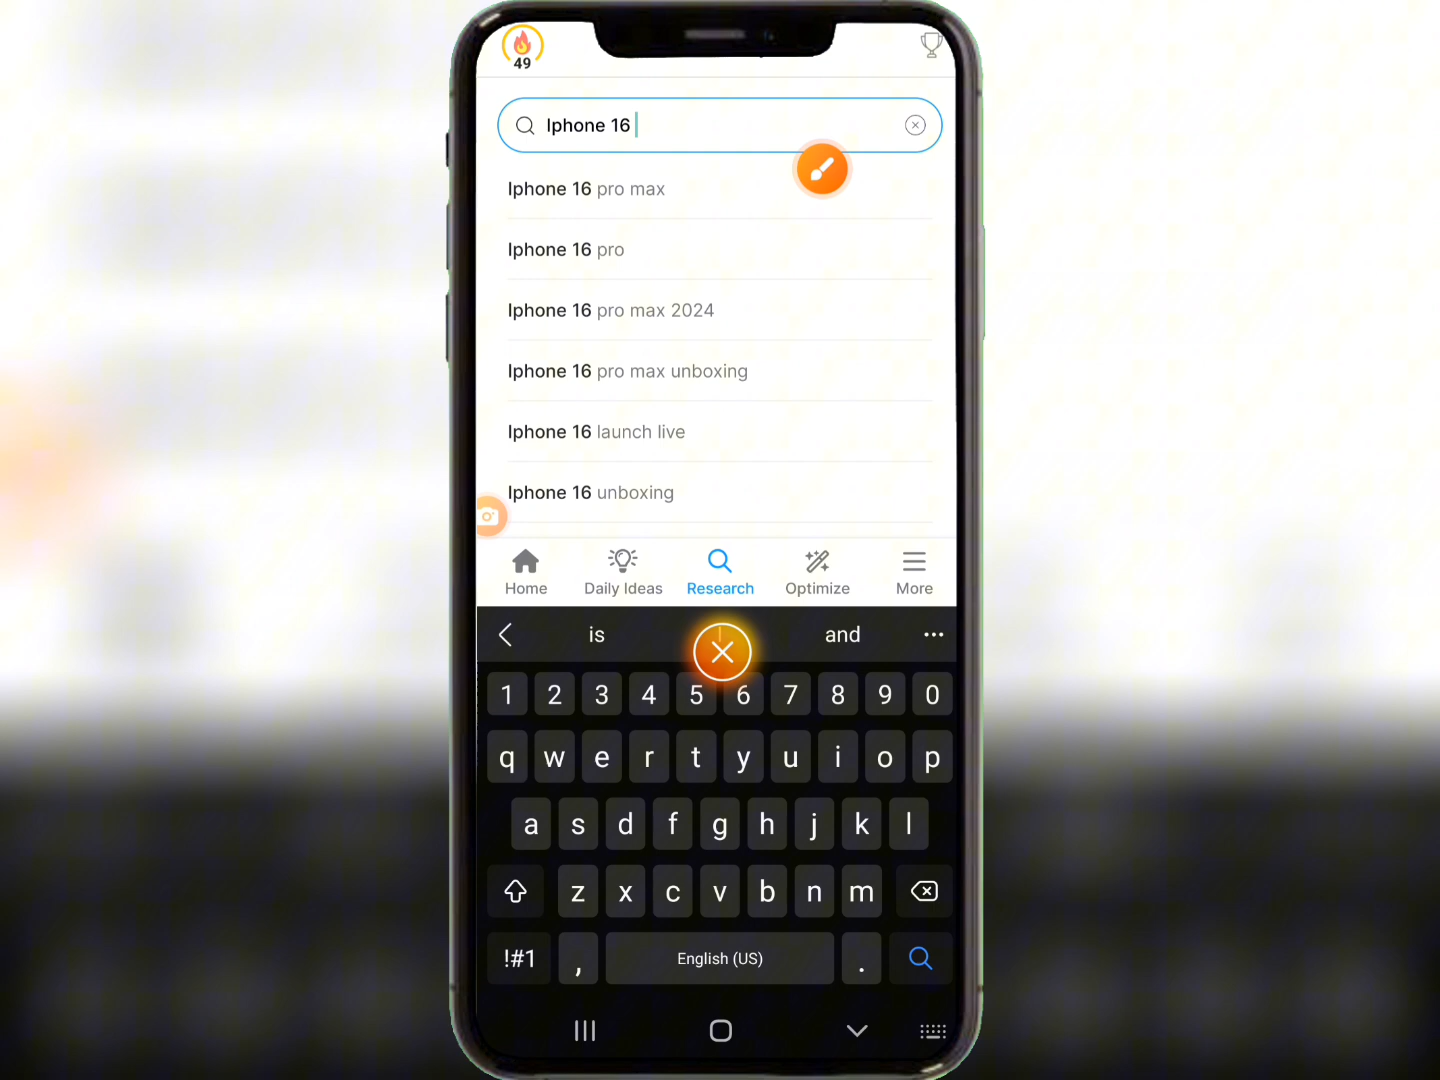 49
Iphone 16
Iphone 16 pro max
Iphone 16 pro
Iphone 16 pro max 2024
Iphone 16 pro max unboxing
Iphone 16 launch live
Iphone 16 unboxing
Home Daily Ideas Research Optimize More
is and ...
1 2 3 4 5 6 7 8 9 0
q w e r t y u i o p
a s d f g h j k l
z x c v b n m
!#1 , English (US) .